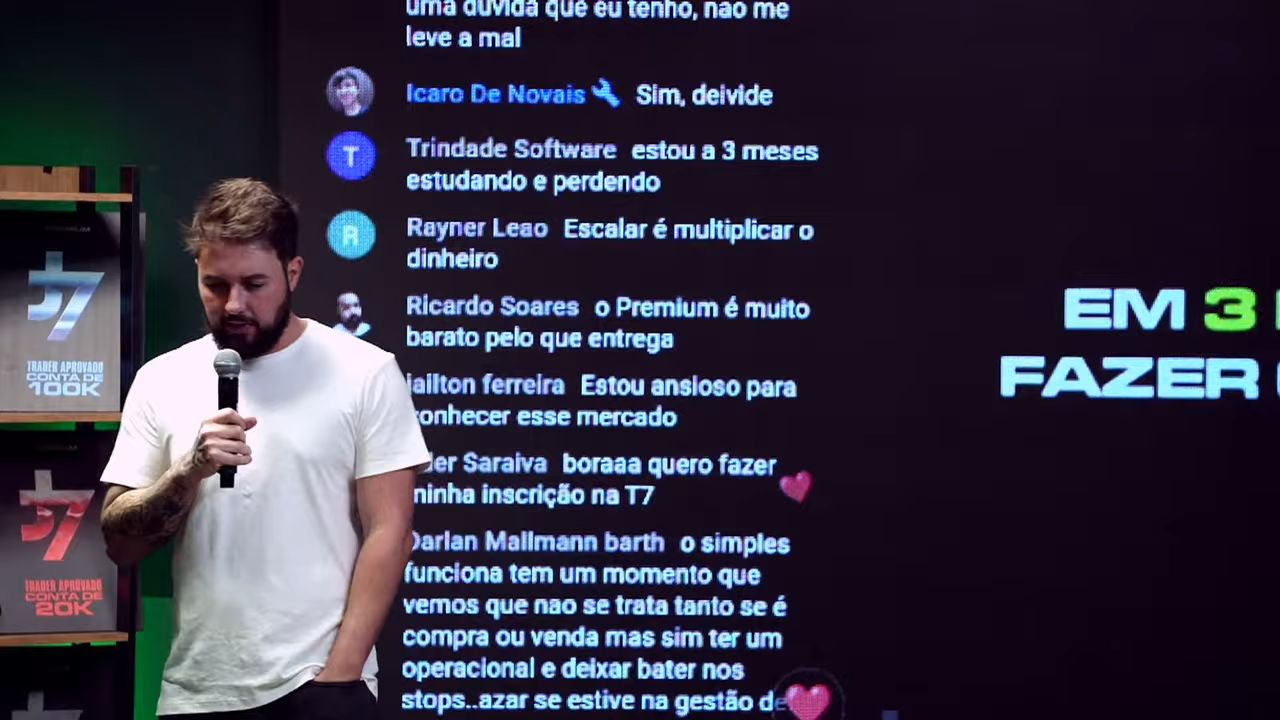 uma dúvida que eu tenho, não me
leve a mal
Icaro De Novais Sim, deivide
T Trindade Software estou a 3 meses
estudando e perdendo
R Rayner Leao Escalar é multiplicar o
dinheiro
Ricardo Soares o Premium é muito
barato pelo que entrega
jailton ferreira Estou ansioso para
conhecer esse mercado
der Saraiva boraaa quero fazer
minha inscrição na T7
Darlan Mallmann barth o simples
funciona tem um momento que
vemos que nao se trata tanto se é
compra ou venda mas sim ter um
operacional e deixar bater nos
stops..azar se estive na gestão de
EM 3
FAZER
PREMIUM
T7
TRADER APROVADO
CONTA DE
100K
T7
TRADER APROVADO
CONTA DE
20K